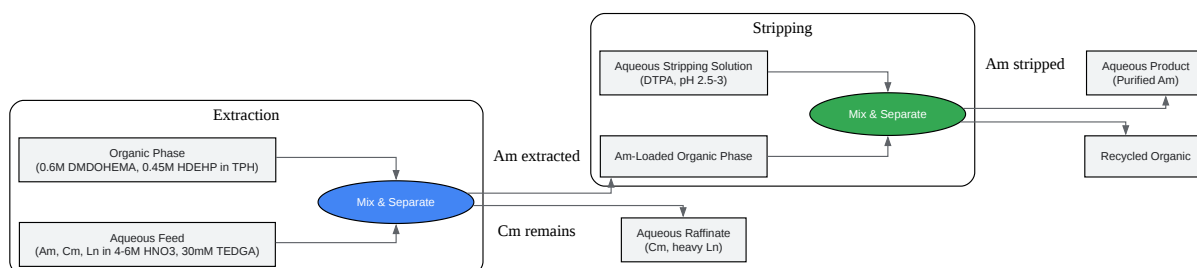 Stripping
Aqueous Stripping Solution
(DTPA, pH 2.5-3)
Am stripped
Aqueous Product
(Purified Am)
Mix & Separate
Extraction
Organic Phase
(0.6M DMDOHEMA, 0.45M HDEHP in TPH)
Am extracted
Am-Loaded Organic Phase
Recycled Organic
Mix & Separate
Cm remains
Aqueous Feed
(Am, Cm, Ln in 4-6M HNO3, 30mM TEDGA)
Aqueous Raffinate
(Cm, heavy Ln)